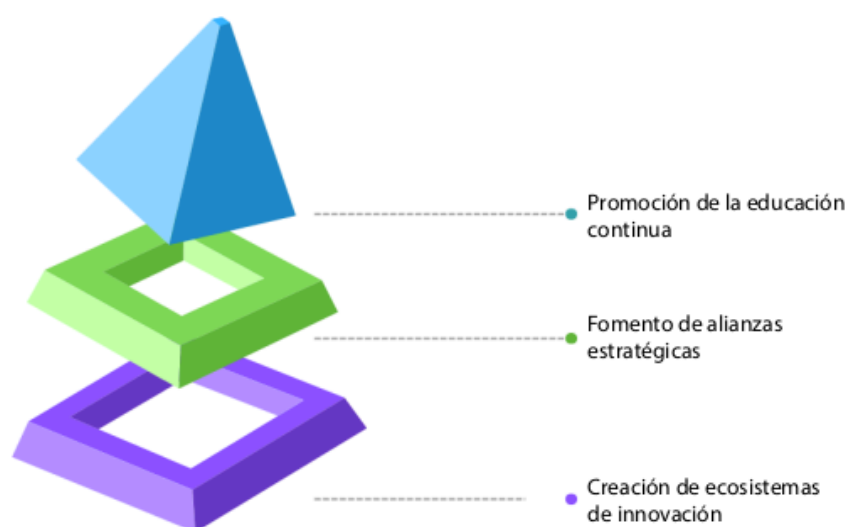 Promoción de la educación
continua
Fomento de alianzas
estratégicas
Creación de ecosistemas
de innovación